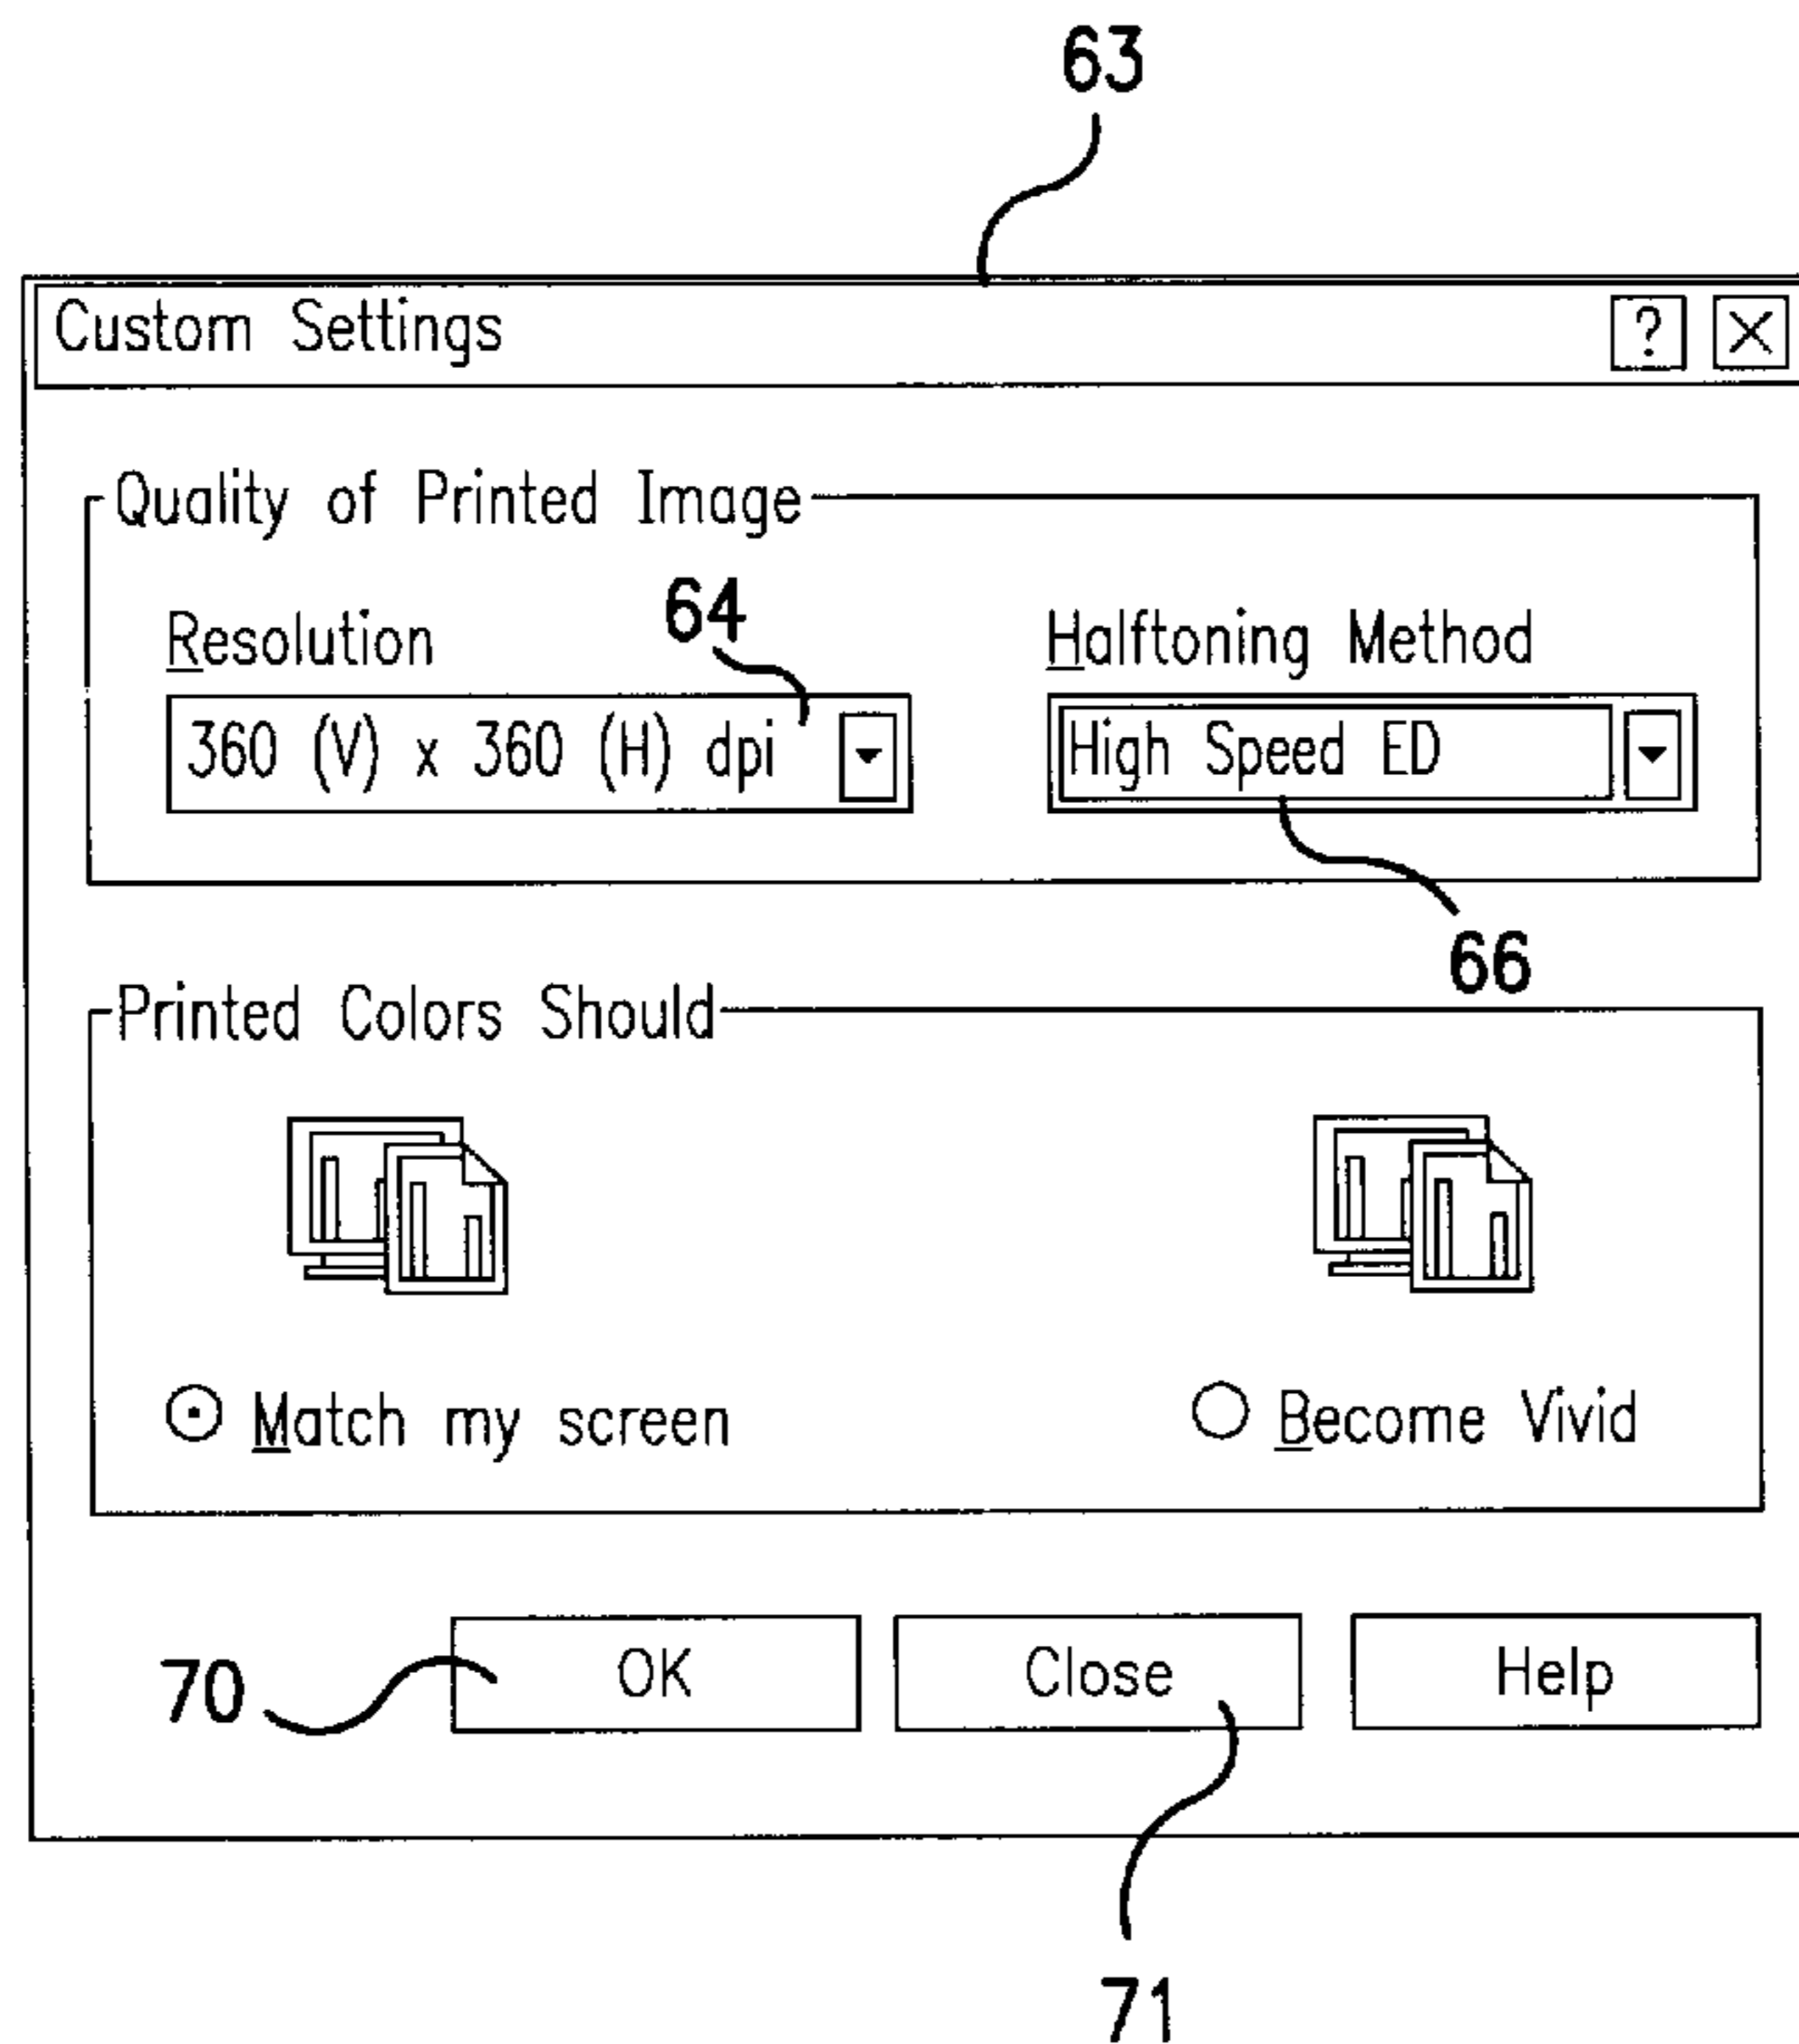 63
Custom Settings ? X
Quality of Printed Image
Resolution 64 Halftoning Method
360 (V) x 360 (H) dpi High Speed ED
66
Printed Colors Should
Match my screen Become Vivid
70 OK Close Help
71